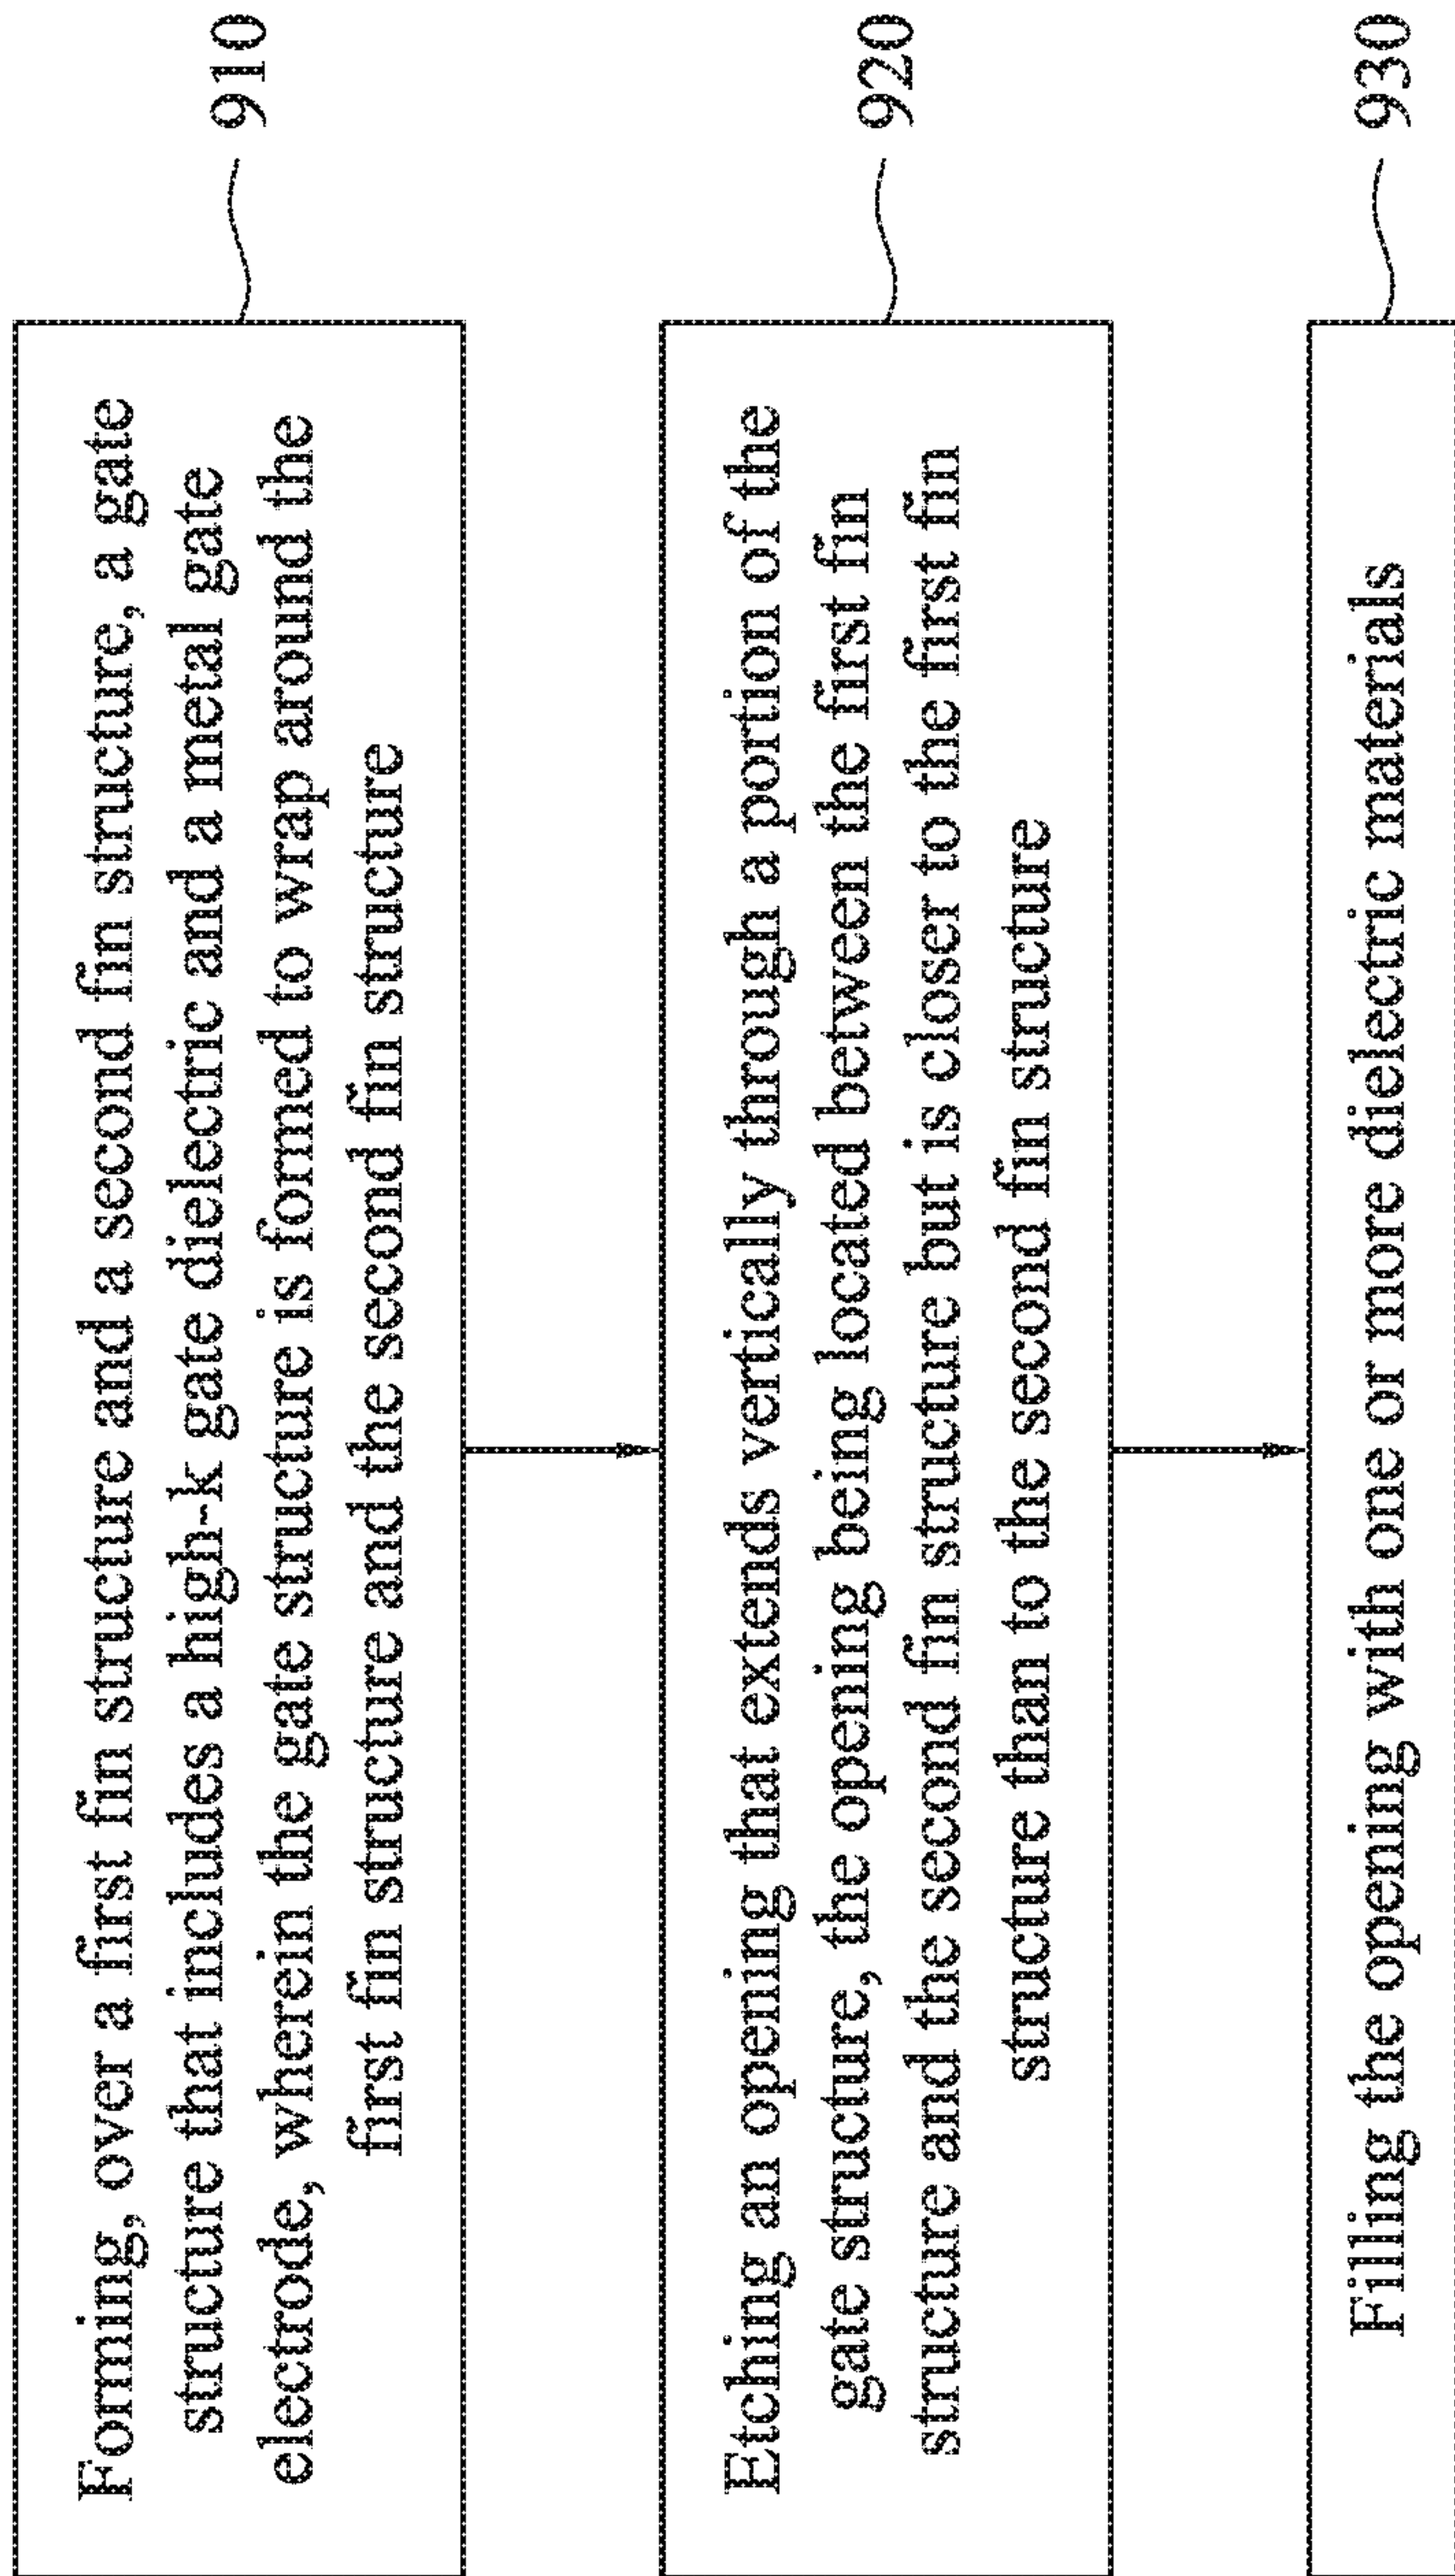 Forming, over a first fin structure and a second fin structure, a gate
structure that includes a high-k gate dielectric and a metal gate
electrode, wherein the gate structure is formed to wrap around the
first fin structure and the second fin structure
910
Etching an opening that extends vertically through a portion of the
gate structure, the opening being located between the first fin
structure and the second fin structure but is closer to the first fin
structure than to the second fin structure
920
Filling the opening with one or more dielectric materials
930